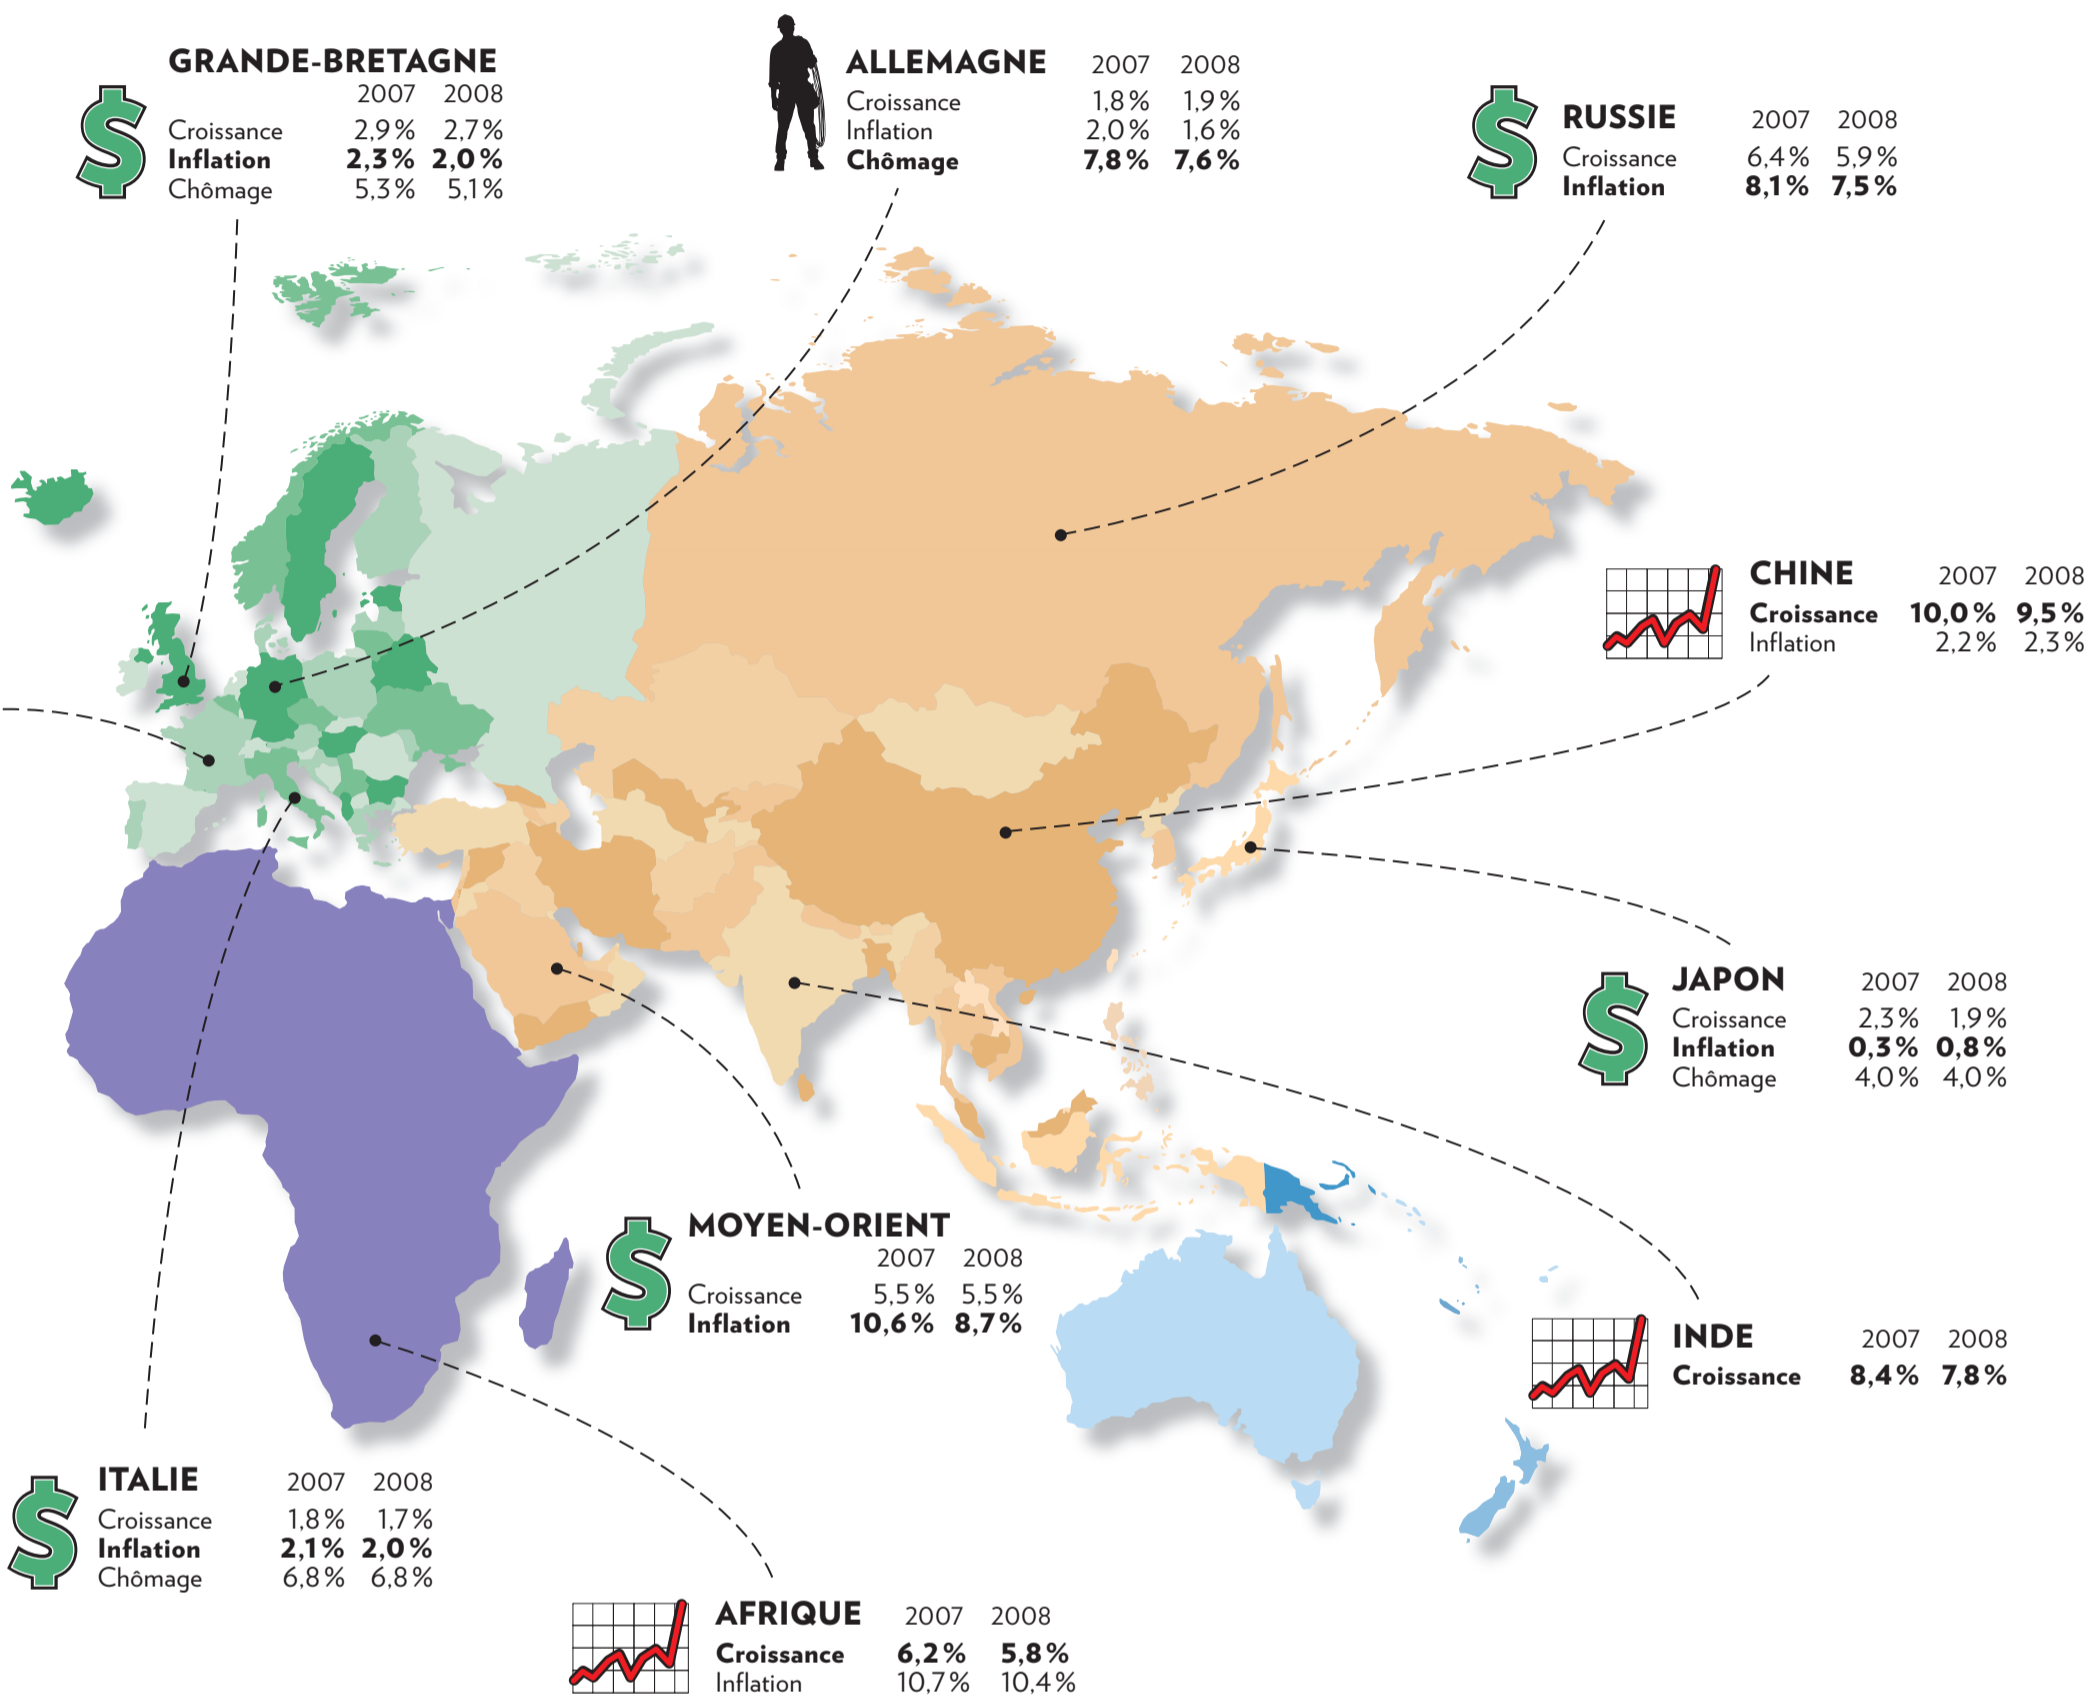 GRANDE-BRETAGNE
2007 2008
Croissance 2,9% 2,7%
Inflation 2,3% 2,0%
Chômage 5,3% 5,1%
ALLEMAGNE 2007 2008
Croissance 1,8% 1,9%
Inflation 2,0% 1,6%
Chômage 7,8% 7,6%
RUSSIE 2007 2008
Croissance 6,4% 5,9%
Inflation 8,1% 7,5%
CHINE 2007 2008
Croissance 10,0% 9,5%
Inflation 2,2% 2,3%
JAPON 2007 2008
Croissance 2,3% 1,9%
Inflation 0,3% 0,8%
Chômage 4,0% 4,0%
MOYEN-ORIENT
2007 2008
Croissance 5,5% 5,5%
Inflation 10,6% 8,7%
INDE 2007 2008
Croissance 8,4% 7,8%
ITALIE 2007 2008
Croissance 1,8% 1,7%
Inflation 2,1% 2,0%
Chômage 6,8% 6,8%
AFRIQUE 2007 2008
Croissance 6,2% 5,8%
Inflation 10,7% 10,4%